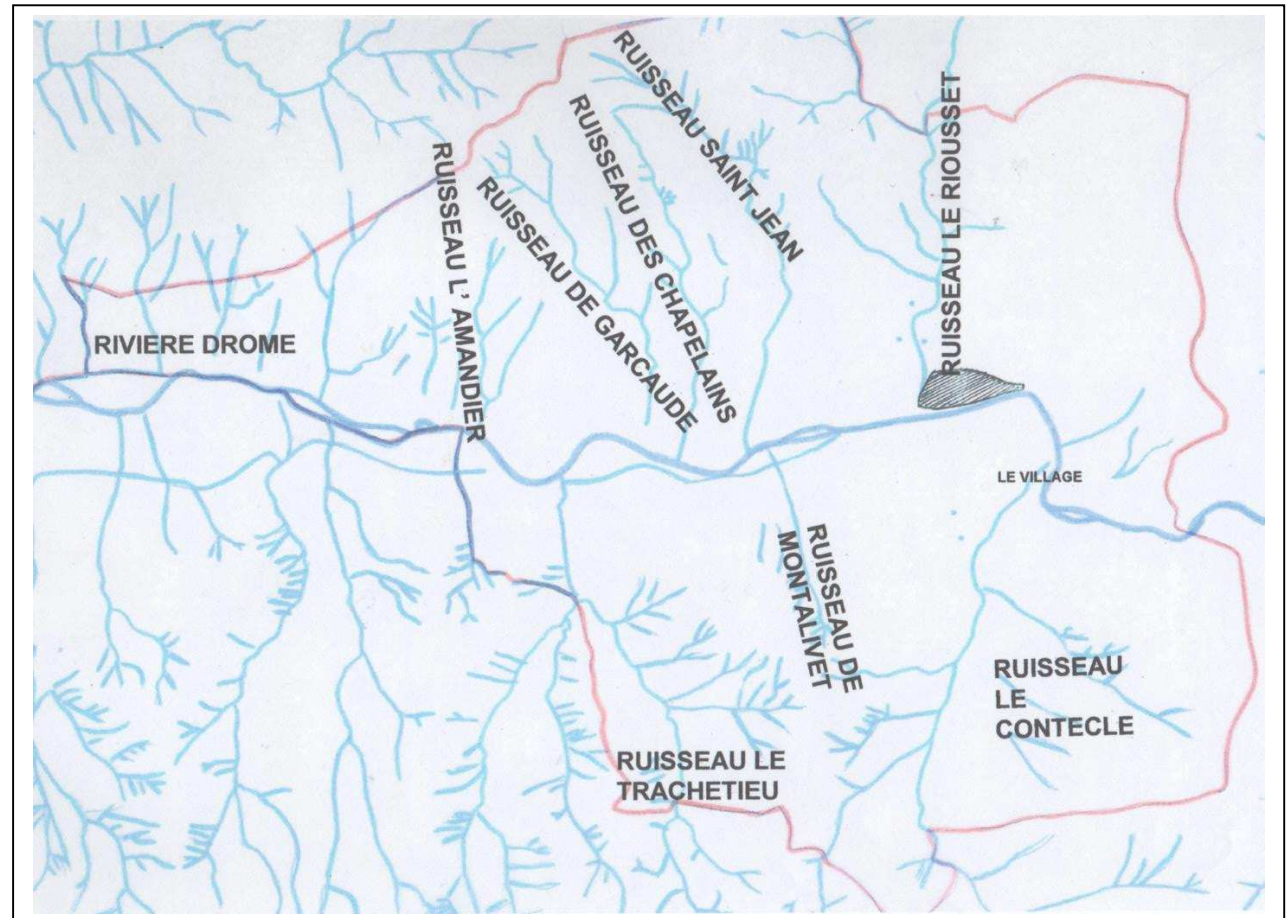 RUISSEAU SAINT JEAN
RUISSEAU LE RIOUSSET
RUISSEAU DES CHAPELAINS
RUISSEAU L' AMANDIER
RUISSEAU DE GARCAUDE
RIVIERE DROME
LE VILLAGE
RUISSEAU DE
MONTALIVET
RUISSEAU
LE
CONTECLE
RUISSEAU LE
TRACHETIEU